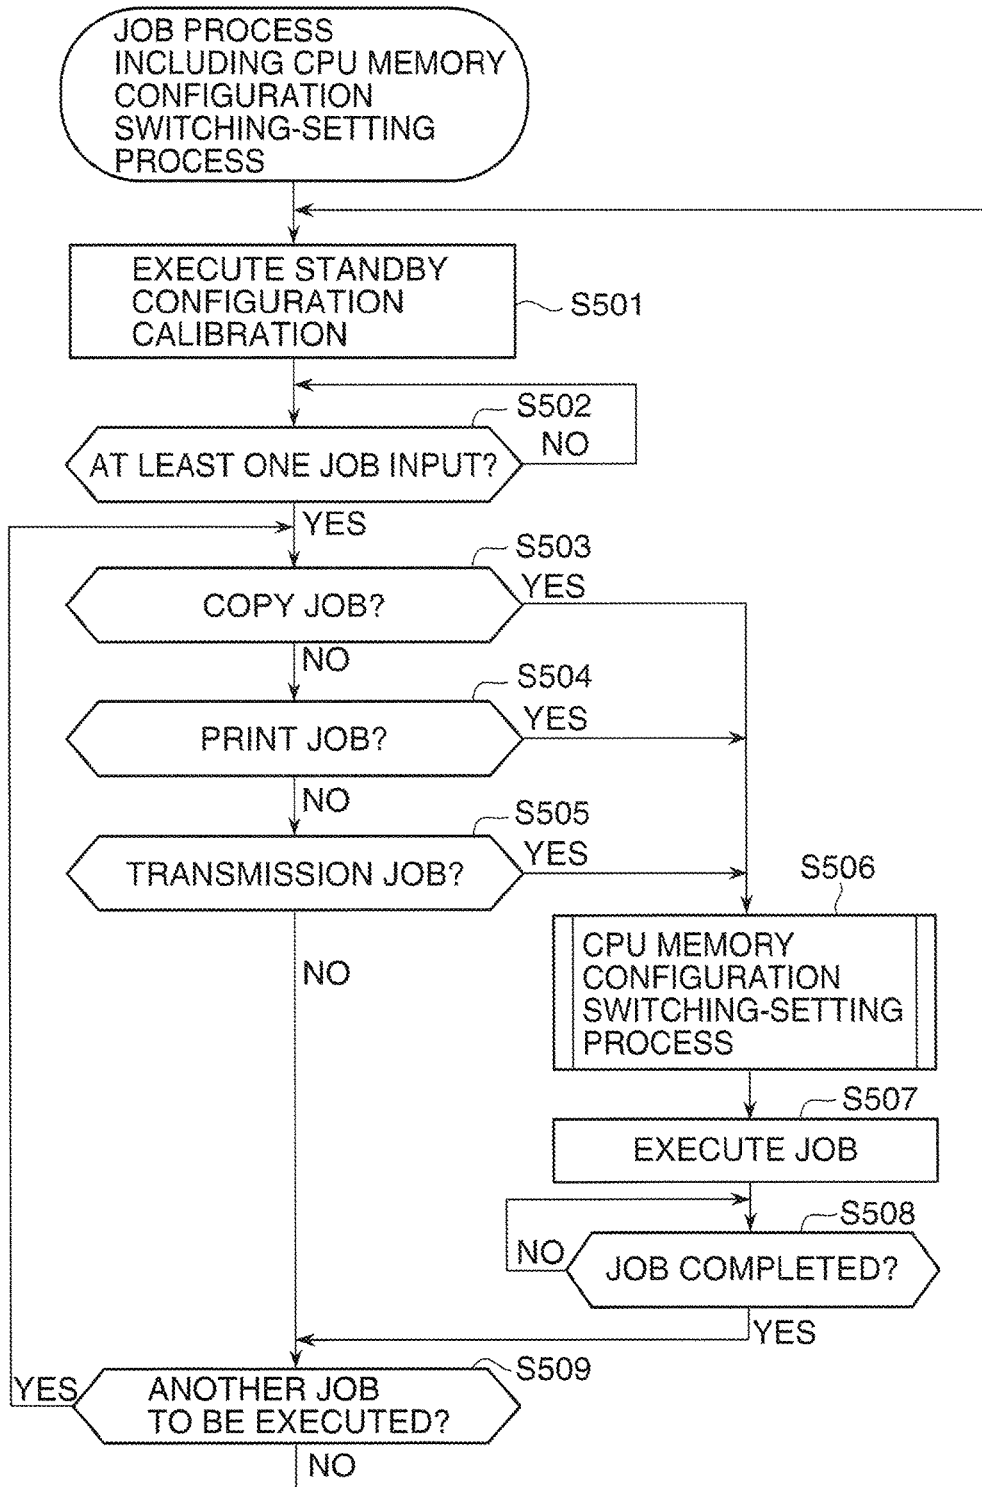 JOB PROCESS
INCLUDING CPU MEMORY
CONFIGURATION
SWITCHING-SETTING
PROCESS
EXECUTE STANDBY
CONFIGURATION
CALIBRATION
S501
S502
AT LEAST ONE JOB INPUT?
NO
YES
S503
COPY JOB?
YES
NO
S504
PRINT JOB?
YES
NO
S505
TRANSMISSION JOB?
YES
NO
S506
CPU MEMORY
CONFIGURATION
SWITCHING-SETTING
PROCESS
S507
EXECUTE JOB
S508
NO
JOB COMPLETED?
YES
S509
YES
ANOTHER JOB
TO BE EXECUTED?
NO